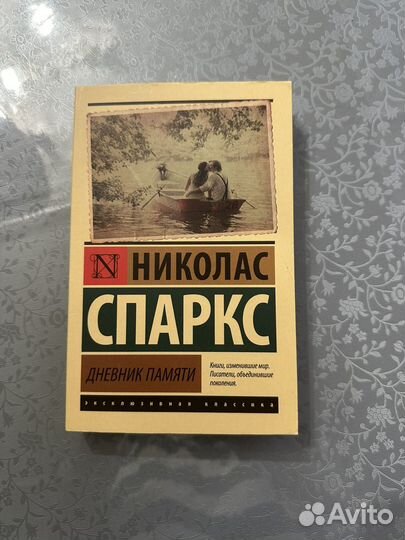 N
НИКОЛАС
СПАРКС
ДНЕВНИК ПАМЯТИ
Книги, изменившие мир.
Писатели, объединившие
поколения.
эксклюзивная классика
Avito